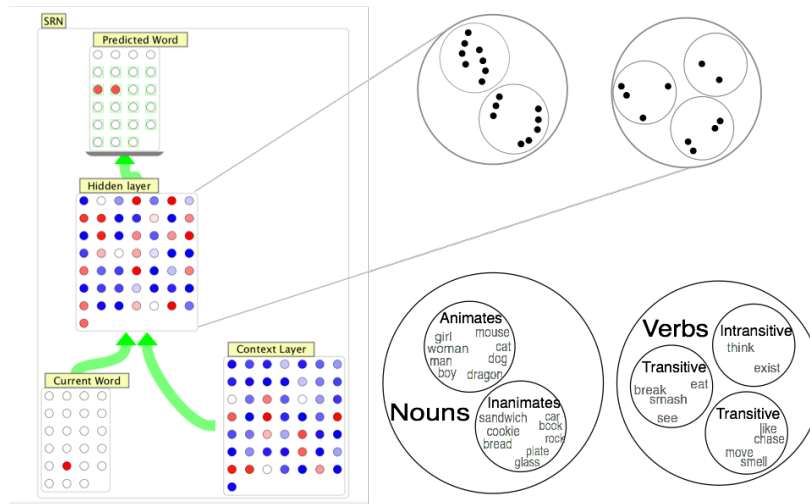 SRN
Predicted Word
Hidden layer
Current Word
Context Layer
Nouns
Animates
girl
mouse
woman
cat
man
dog
boy
dragon
Inanimates
sandwich
car
cookie
book
bread
rock
plate
glass
Verbs
Intransitive
think
exist
Transitive
break
eat
smash
see
Transitive
like
chase
move
smell